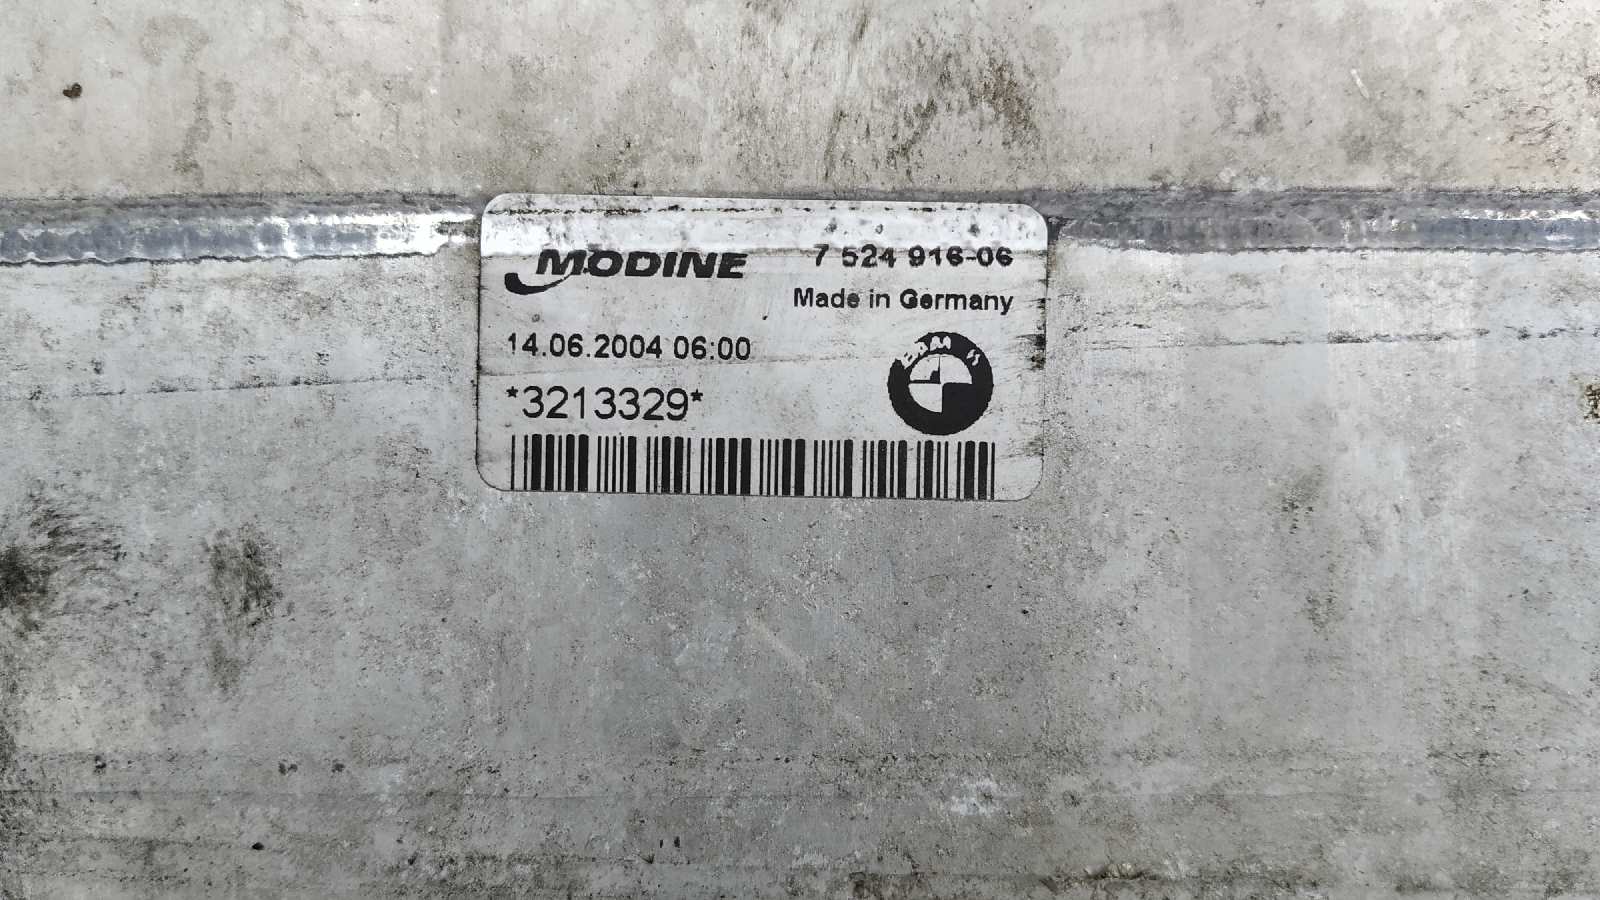 MODINE 7 524 916-06
Made in Germany
14.06.2004 06:00
*3213329*